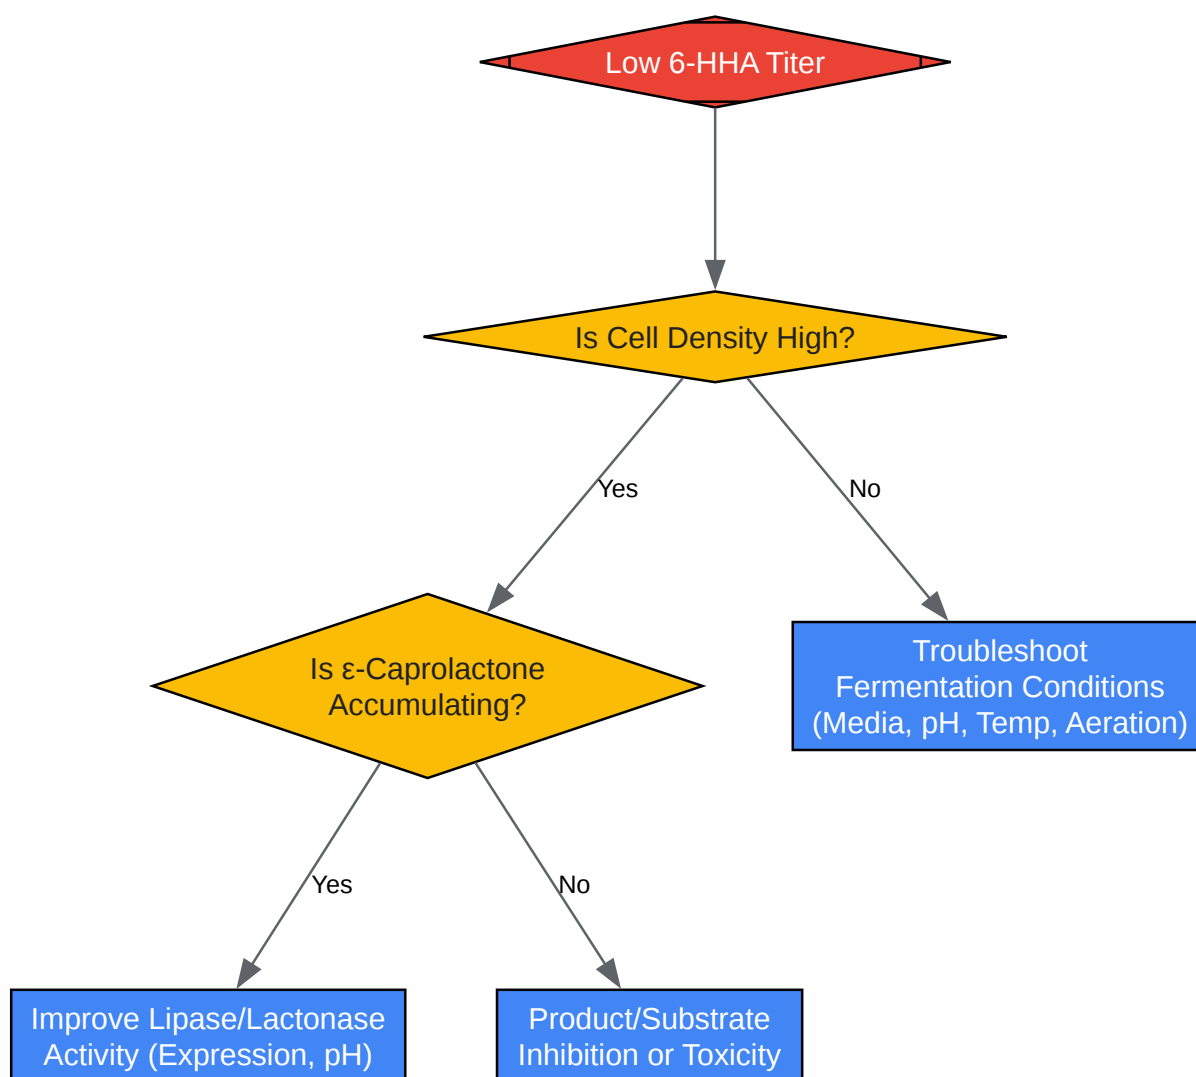 Low 6-HHA Titer
Is Cell Density High?
Yes
No
Is ε-Caprolactone
Accumulating?
Troubleshoot
Fermentation Conditions
(Media, pH, Temp, Aeration)
Yes
No
Improve Lipase/Lactonase
Activity (Expression, pH)
Product/Substrate
Inhibition or Toxicity